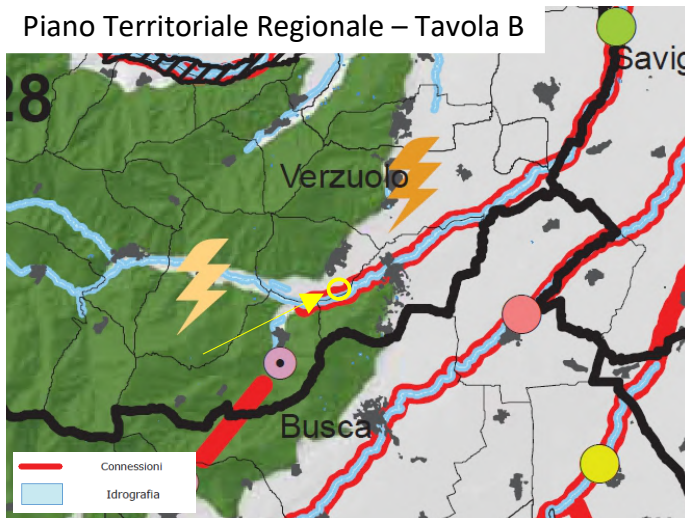 Piano Territoriale Regionale – Tavola B
Savig
28
Verzuolo
Busca
Connessioni
Idrografia